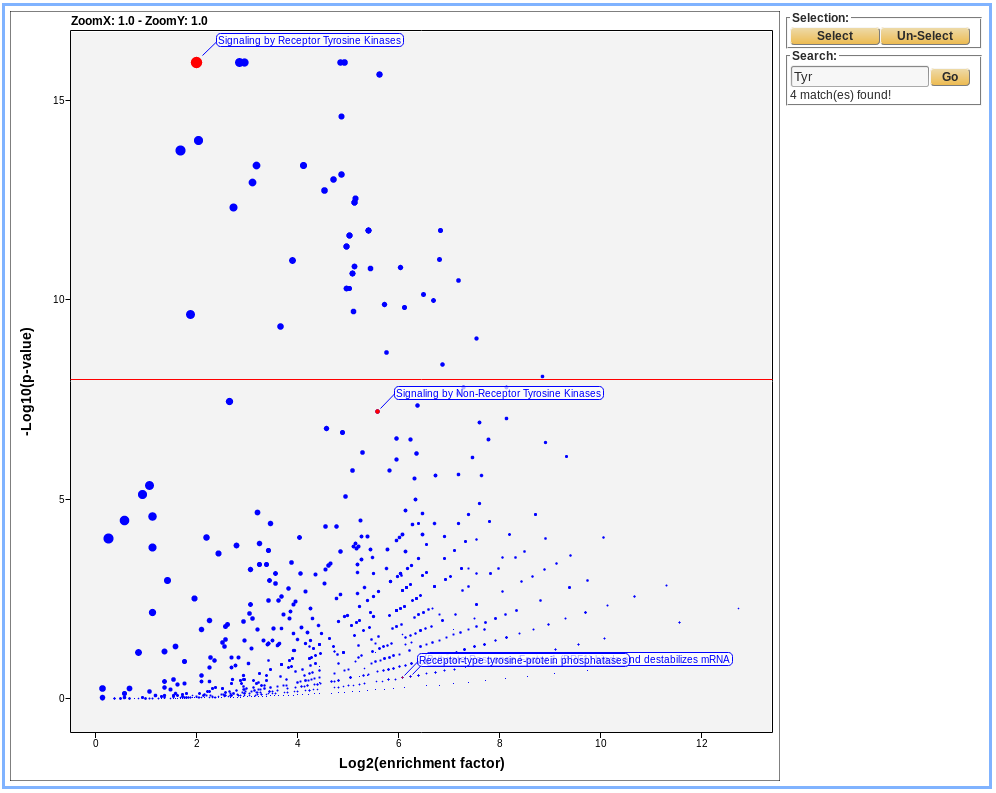 ZoomX: 1.0 - ZoomY: 1.0
Selection:
Select
Un-Select
Search:
Tyr
Go
4 match(es) found!
Signaling by Receptor Tyrosine Kinases
Signaling by Non-Receptor Tyrosine Kinases
Receptor-type tyrosine-protein phosphatases
destabilizes mRNA
-Log10(p-value)
15
10
5
0
0
2
4
6
8
10
12
Log2(enrichment factor)